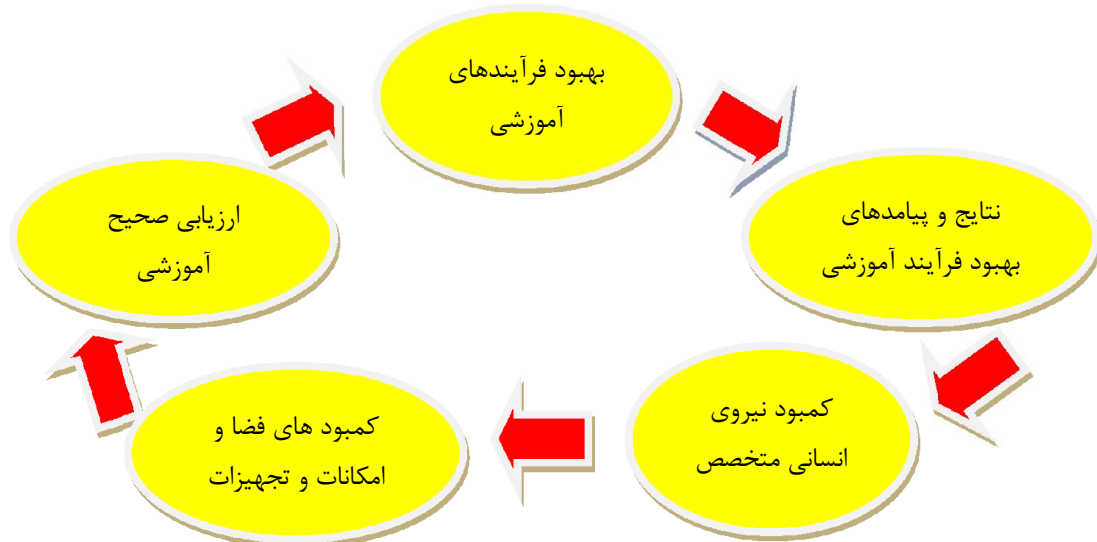 بهبود فرآیندهای
آموزشی
نتایج و پیامدهای
بهبود فرآیند آموزشی
کمبود نیروی
انسانی متخصص
کمبود های فضا و
امکانات و تجهیزات
ارزیابی صحیح
آموزشی